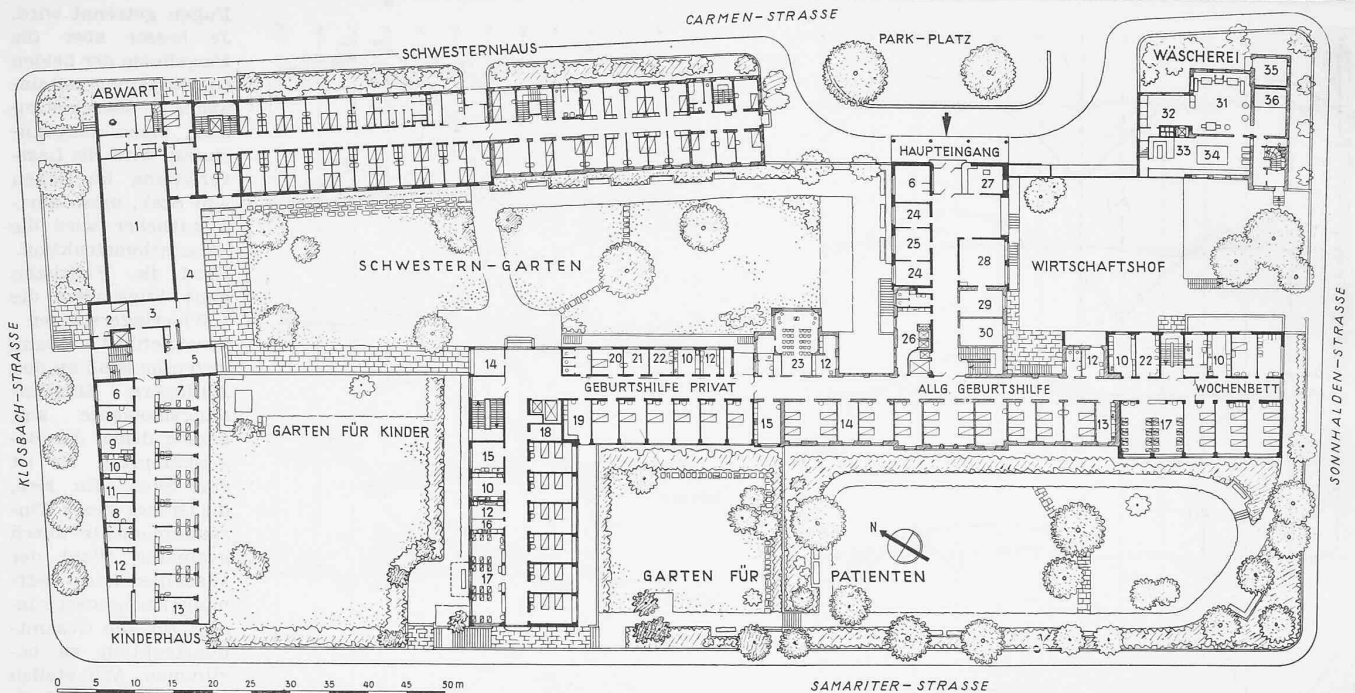 CARMEN-STRASSE
SCHWESTERNHAUS
PARK-PLATZ
WÄSCHEREI
ABWART
35
31
36
32
33
34
HAUPTEINGANG
6
27
24
25
24
28
29
30
26
1
4
3
2
5
SCHWESTERN-GARTEN
WIRTSCHAFTSHOF
KOSBACH-STRASSE
SONNHALDEN-STRASSE
14
20
21
22
10
12
23
12
12
10
22
10
GEBURTSHILFE PRIVAT
ALLG. GEBURTSHILFE
WOCHENBETT
6
7
8
9
10
11
8
12
13
GARTEN FÜR KINDER
18
19
15
14
13
17
15
10
12
16
17
N
GARTEN FÜR PATIENTEN
KINDERHAUS
0 5 10 15 20 25 30 35 40 45 50 m
SAMARITER-STRASSE